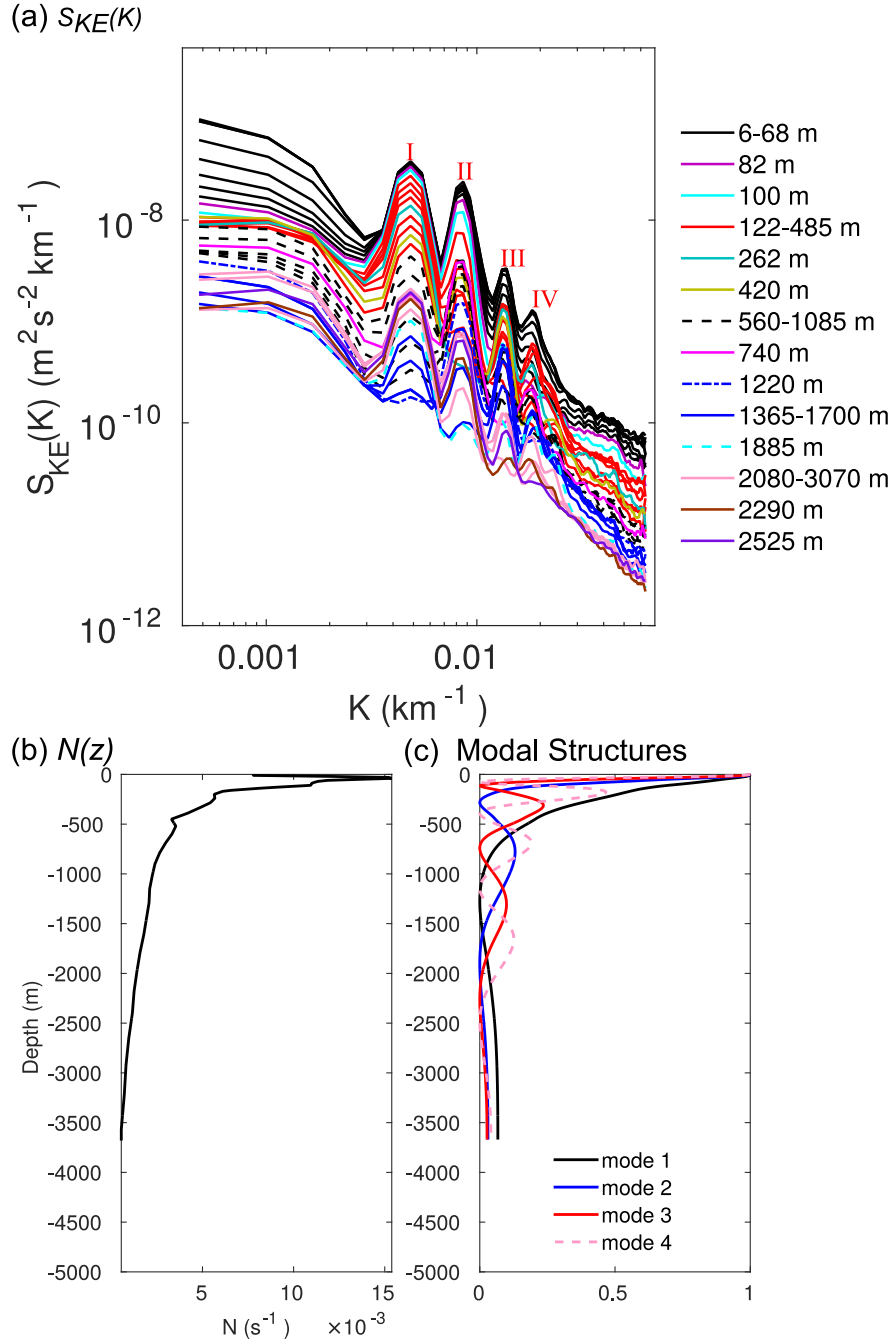 (a) S_KE(K)
I
II
III
IV
10^-8
10^-10
10^-12
S_KE(K) (m^2 s^-2 km^-1)
0.001
0.01
K (km^-1)
6-68 m
82 m
100 m
122-485 m
262 m
420 m
560-1085 m
740 m
1220 m
1365-1700 m
1885 m
2080-3070 m
2290 m
2525 m
(b) N(z)
0
-500
-1000
-1500
-2000
-2500
-3000
-3500
-4000
-4500
-5000
Depth (m)
5
10
15
N (s^-1)
×10^-3
(c) Modal Structures
0
-500
-1000
-1500
-2000
-2500
-3000
-3500
-4000
-4500
-5000
0
0.5
1
mode 1
mode 2
mode 3
mode 4